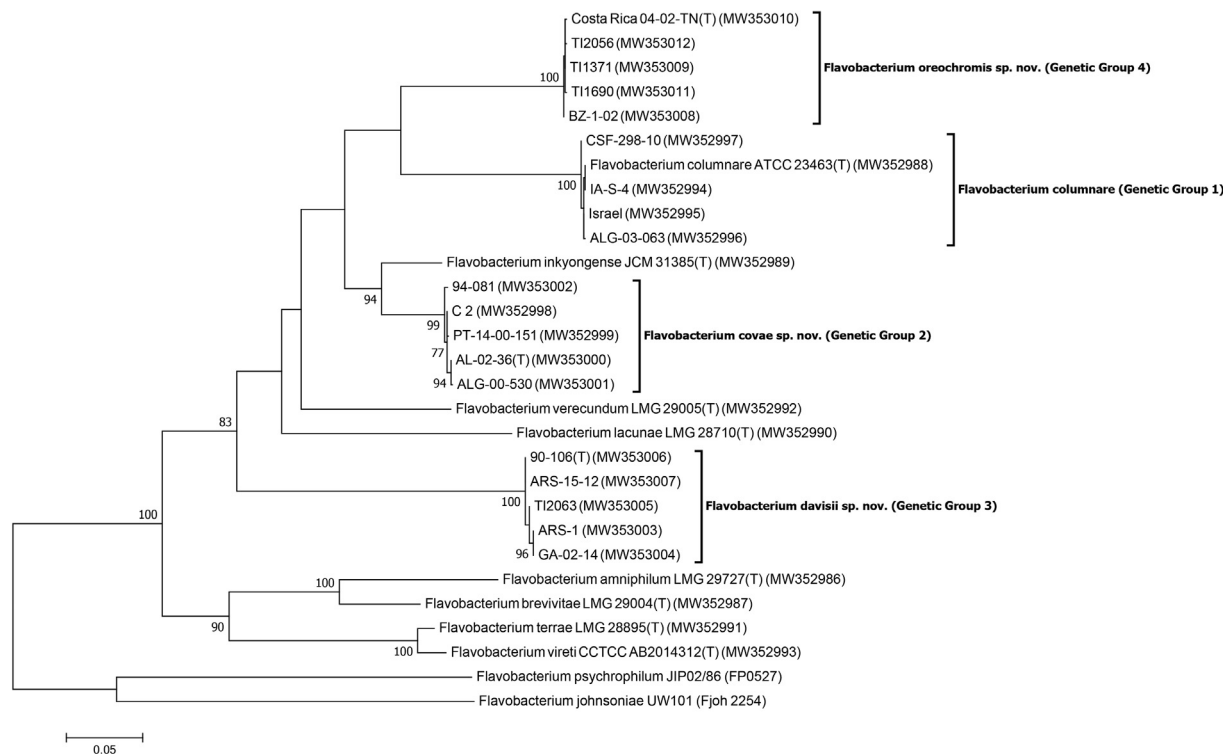 Costa Rica 04-02-TN(T) (MW353010)
TI2056 (MW353012)
TI1371 (MW353009)
Flavobacterium oreochromis sp. nov. (Genetic Group 4)
100
TI1690 (MW353011)
BZ-1-02 (MW353008)
CSF-298-10 (MW352997)
Flavobacterium columnare ATCC 23463(T) (MW352988)
100
IA-S-4 (MW352994)
Flavobacterium columnare (Genetic Group 1)
Israel (MW352995)
ALG-03-063 (MW352996)
Flavobacterium inkyongense JCM 31385(T) (MW352989)
94
94-081 (MW353002)
C 2 (MW352998)
99
PT-14-00-151 (MW352999)
Flavobacterium covae sp. nov. (Genetic Group 2)
77
AL-02-36(T) (MW353000)
94
ALG-00-530 (MW353001)
Flavobacterium verecundum LMG 29005(T) (MW352992)
83
Flavobacterium lacunae LMG 28710(T) (MW352990)
90-106(T) (MW353006)
ARS-15-12 (MW353007)
100
TI2063 (MW353005)
Flavobacterium davisii sp. nov. (Genetic Group 3)
100
ARS-1 (MW353003)
96
GA-02-14 (MW353004)
100
Flavobacterium amniphilum LMG 29727(T) (MW352986)
Flavobacterium brevivitae LMG 29004(T) (MW352987)
90
Flavobacterium terrae LMG 28895(T) (MW352991)
100
Flavobacterium vireti CCTCC AB2014312(T) (MW352993)
Flavobacterium psychrophilum JIP02/86 (FP0527)
Flavobacterium johnsoniae UW101 (Fjoh 2254)
0.05